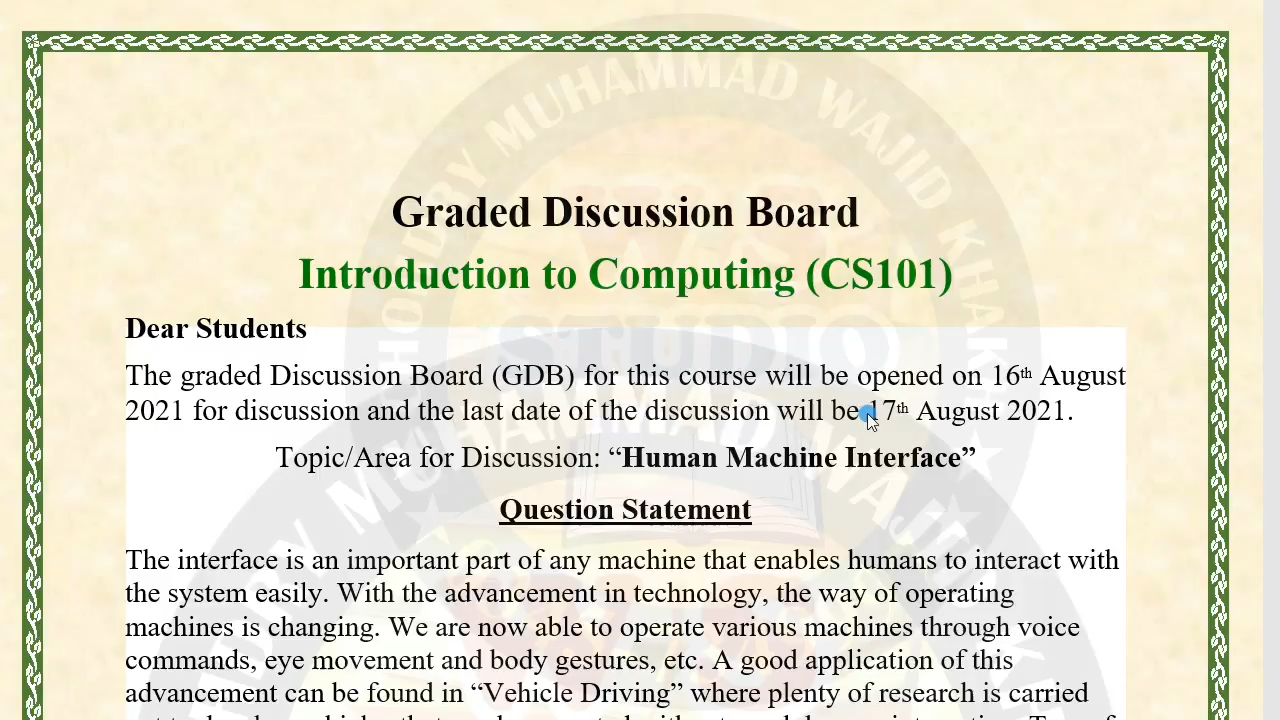 CHOUDRY MUHAMMAD WAJID KHAKI
STUDIO
Graded Discussion Board
Introduction to Computing (CS101)
Dear Students
The graded Discussion Board (GDB) for this course will be opened on 16th August
2021 for discussion and the last date of the discussion will be 17th August 2021.
Topic/Area for Discussion: “Human Machine Interface”
Question Statement
The interface is an important part of any machine that enables humans to interact with
the system easily. With the advancement in technology, the way of operating
machines is changing. We are now able to operate various machines through voice
commands, eye movement and body gestures, etc. A good application of this
advancement can be found in “Vehicle Driving” where plenty of research is carried